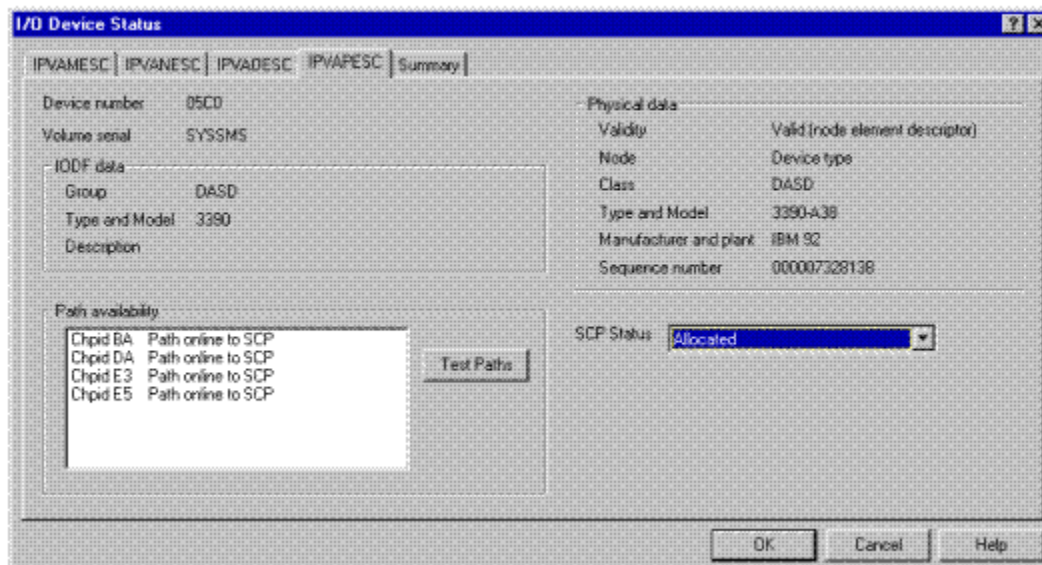 I/O Device Status
IPVAMESC IPVANESC IPVADESC IPVAPESC Summary
Device number 05C0
Volume serial SYSSMS
IODF data
Group DASD
Type and Model 3390
Description
Physical data
Validity Valid (node element descriptor)
Node Device type
Class DASD
Type and Model 3390-A38
Manufacturer and plant IBM 92
Sequence number 000007328138
Path availability
Chpid BA Path online to SCP
Chpid DA Path online to SCP
Chpid E3 Path online to SCP
Chpid E5 Path online to SCP
Test Paths
SCP Status Allocated
OK Cancel Help